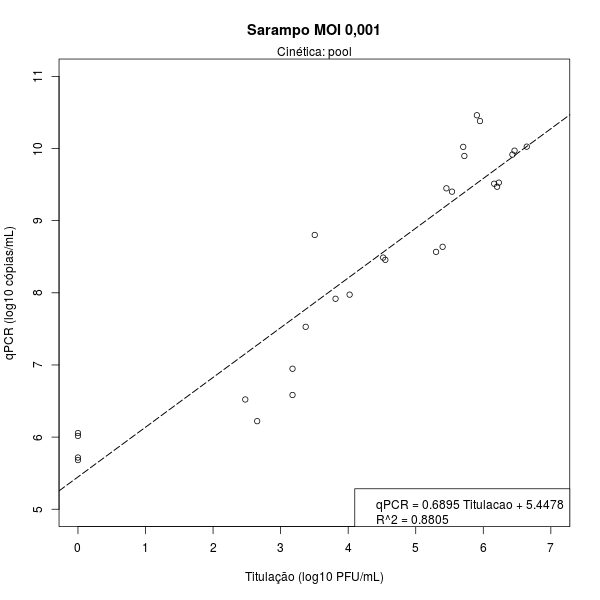 Sarampo MOI 0,001
Cinética: pool
11
10
9
8
7
6
5
qPCR (log10 cópias/mL)
qPCR = 0.6895 Titulacao + 5.4478
R^2 = 0.8805
0 1 2 3 4 5 6 7
Titulação (log10 PFU/mL)